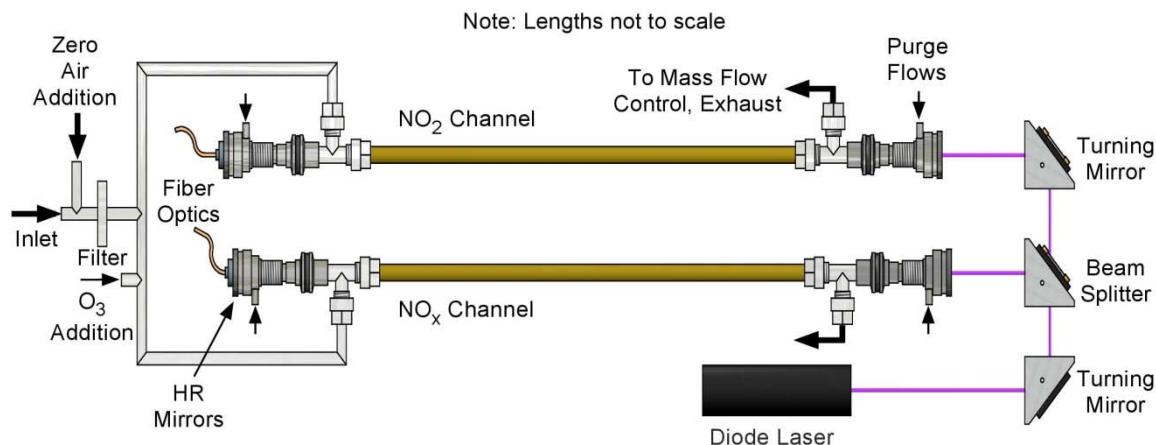 Note: Lengths not to scale
Zero
Air
Addition
To Mass Flow
Control, Exhaust
Purge
Flows
NO2 Channel
Turning
Mirror
Fiber
Optics
Inlet
Filter
O3
Addition
NOx Channel
Beam
Splitter
HR
Mirrors
Turning
Mirror
Diode Laser